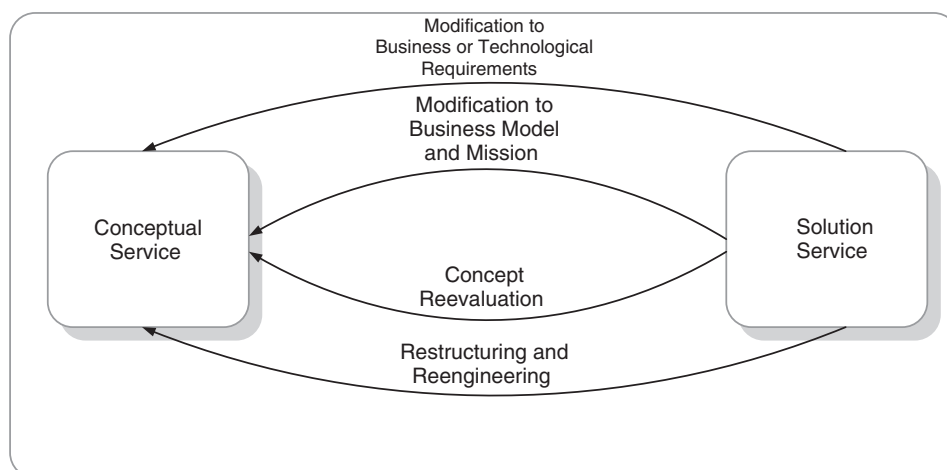 Modification to
Business or Technological
Requirements
Modification to
Business Model
and Mission
Conceptual
Service
Solution
Service
Concept
Reevaluation
Restructuring and
Reengineering